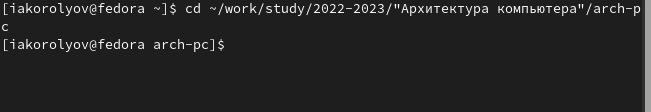 [iakorolyov@fedora ~]$ cd ~/work/study/2022-2023/"Архитектура компьютера"/arch-p
c
[iakorolyov@fedora arch-pc]$